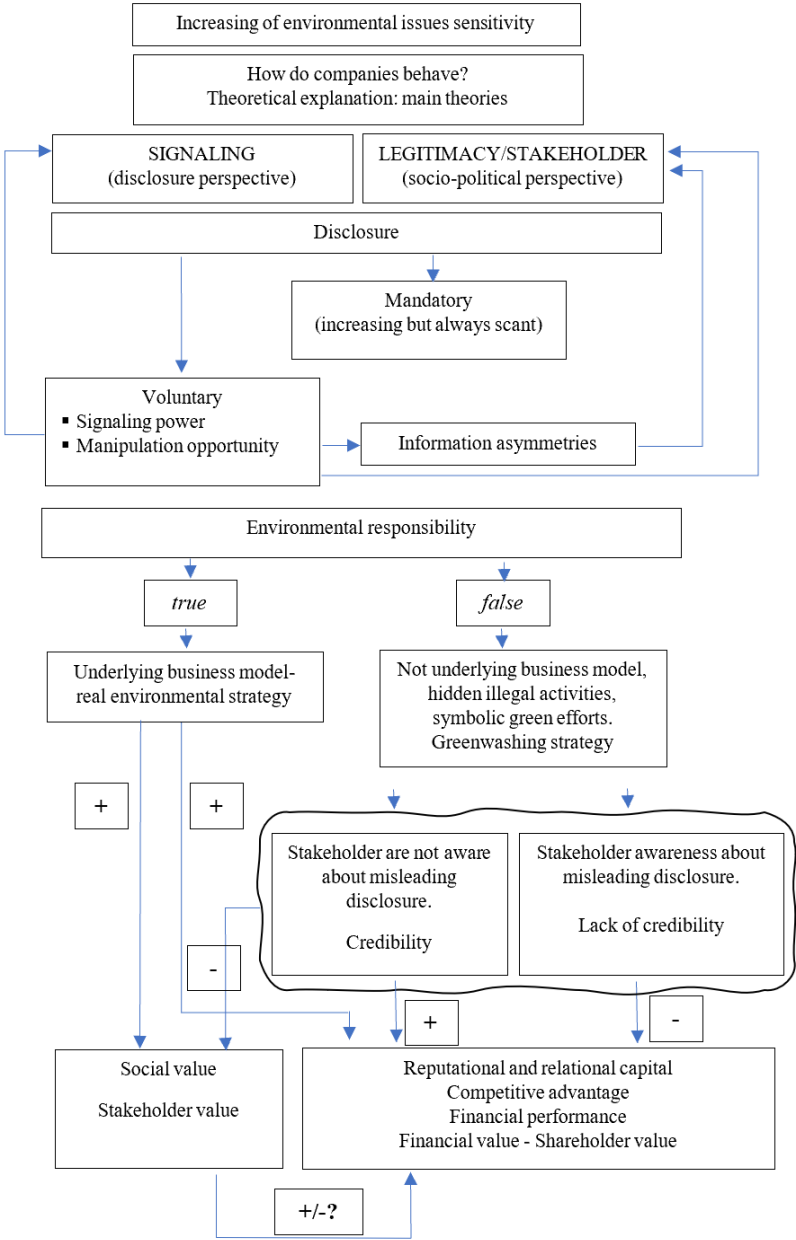 Increasing of environmental issues sensitivity
How do companies behave?
Theoretical explanation: main theories
SIGNALING
(disclosure perspective)
LEGITIMACY/STAKEHOLDER
(socio-political perspective)
Disclosure
Mandatory
(increasing but always scant)
Voluntary
▪ Signaling power
▪ Manipulation opportunity
Information asymmetries
Environmental responsibility
true
false
Underlying business model-
real environmental strategy
Not underlying business model,
hidden illegal activities,
symbolic green efforts.
Greenwashing strategy
+
+
Stakeholder are not aware
about misleading
disclosure.
Credibility
Stakeholder awareness about
misleading disclosure.
Lack of credibility
-
+
-
Social value
Stakeholder value
Reputational and relational capital
Competitive advantage
Financial performance
Financial value - Shareholder value
+/-?